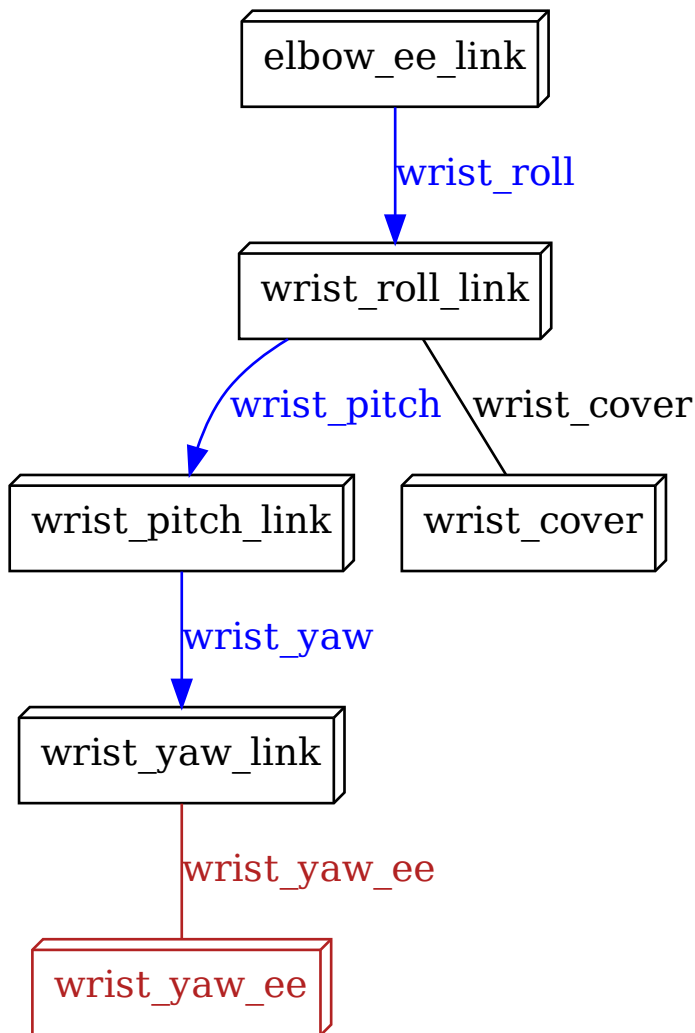 elbow_ee_link
wrist_roll
wrist_roll_link
wrist_pitch
wrist_cover
wrist_pitch_link
wrist_cover
wrist_yaw
wrist_yaw_link
wrist_yaw_ee
wrist_yaw_ee